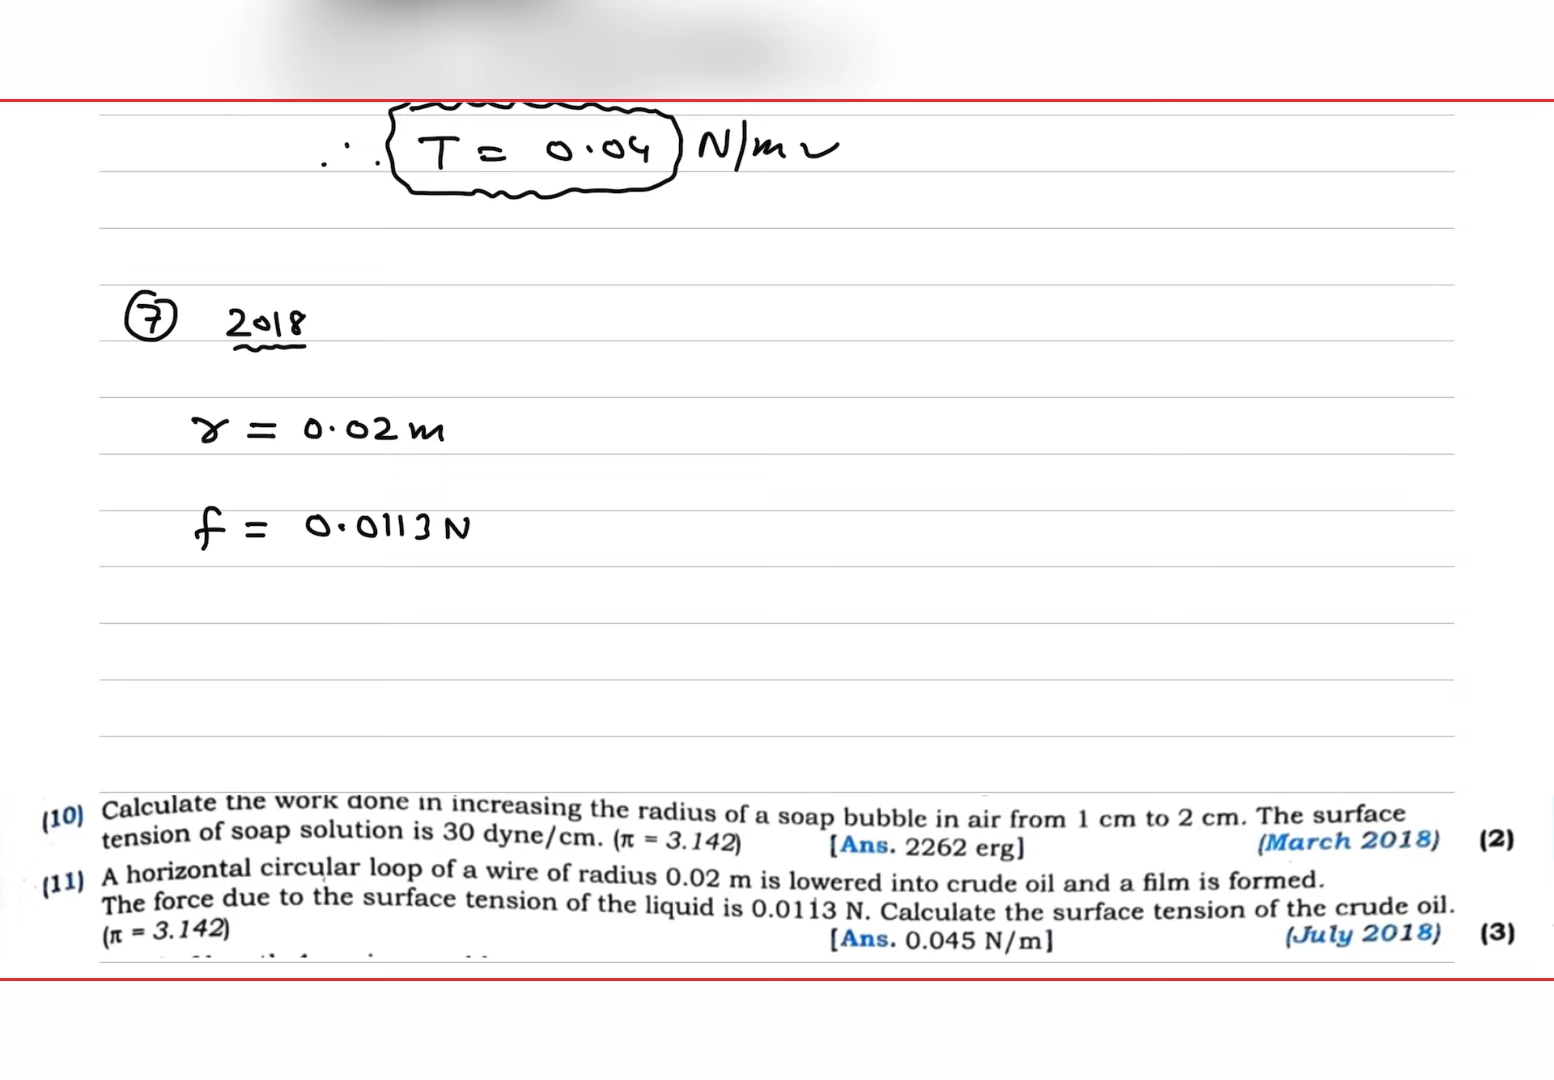 ∴ T = 0.04 N/m
⑦ 2018
r = 0.02 m
f = 0.0113 N
(10) Calculate the work done in increasing the radius of a soap bubble in air from 1 cm to 2 cm. The surface
tension of soap solution is 30 dyne/cm. (π = 3.142) [Ans. 2262 erg] (March 2018) (2)
(11) A horizontal circular loop of a wire of radius 0.02 m is lowered into crude oil and a film is formed.
The force due to the surface tension of the liquid is 0.0113 N. Calculate the surface tension of the crude oil.
(π = 3.142) [Ans. 0.045 N/m] (July 2018) (3)